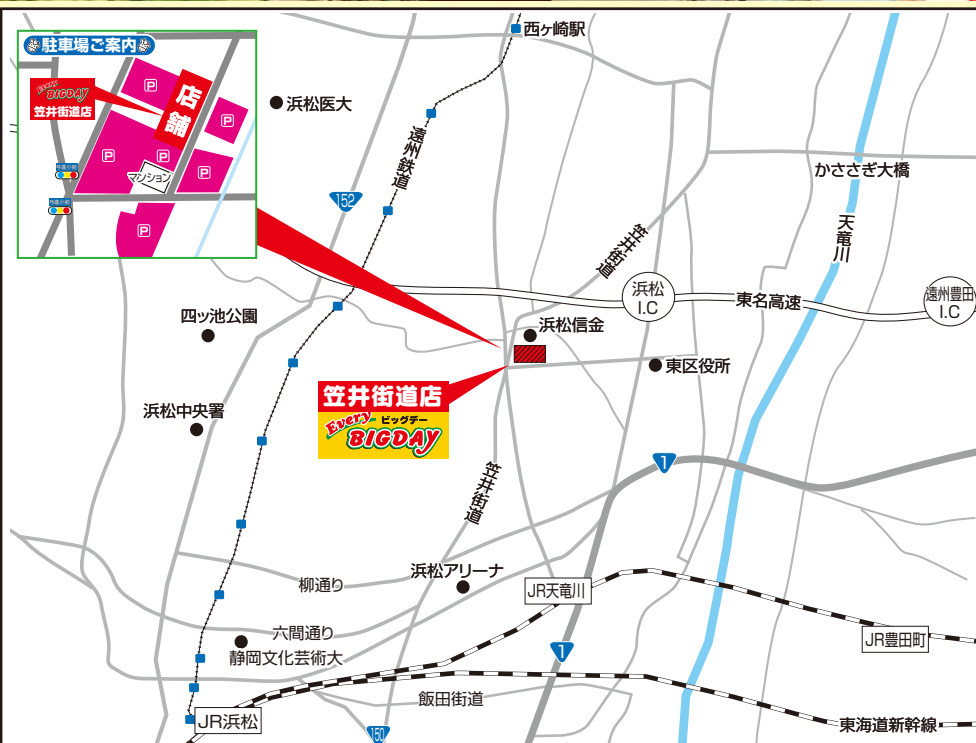 駐車場ご案内
Every
BIGDAY
笠井街道店
店舗
P
P
P
P
P
P
マンション
西ヶ崎駅
浜松医大
遠州鉄道
152
かささぎ大橋
天竜川
笠井街道
浜松
I.C
東名高速
遠州豊田
I.C
四ッ池公園
浜松信金
東区役所
笠井街道店
Every
ビッグデー
BIGDAY
浜松中央署
1
笠井街道
浜松アリーナ
柳通り
JR天竜川
六間通り
静岡文化芸術大
1
JR豊田町
飯田街道
JR浜松
150
東海道新幹線